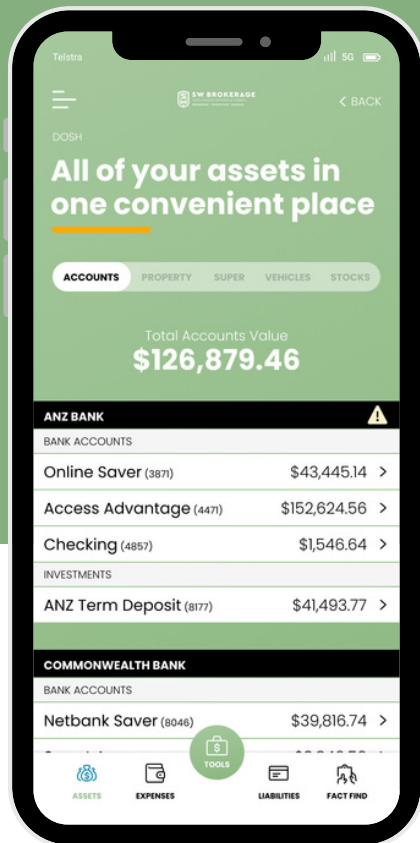 Telstra
5G
SW BROKERAGE
< BACK
DOSH
All of your assets in
one convenient place
ACCOUNTS PROPERTY SUPER VEHICLES STOCKS
Total Accounts Value
$126,879.46
ANZ BANK
BANK ACCOUNTS
Online Saver (3871) $43,445.14 >
Access Advantage (4471) $152,624.56 >
Checking (4857) $1,546.64 >
INVESTMENTS
ANZ Term Deposit (8177) $41,493.77 >
COMMONWEALTH BANK
BANK ACCOUNTS
Netbank Saver (8046) $39,816.74 >
TOOLS
ASSETS EXPENSES LIABILITIES FACT FIND